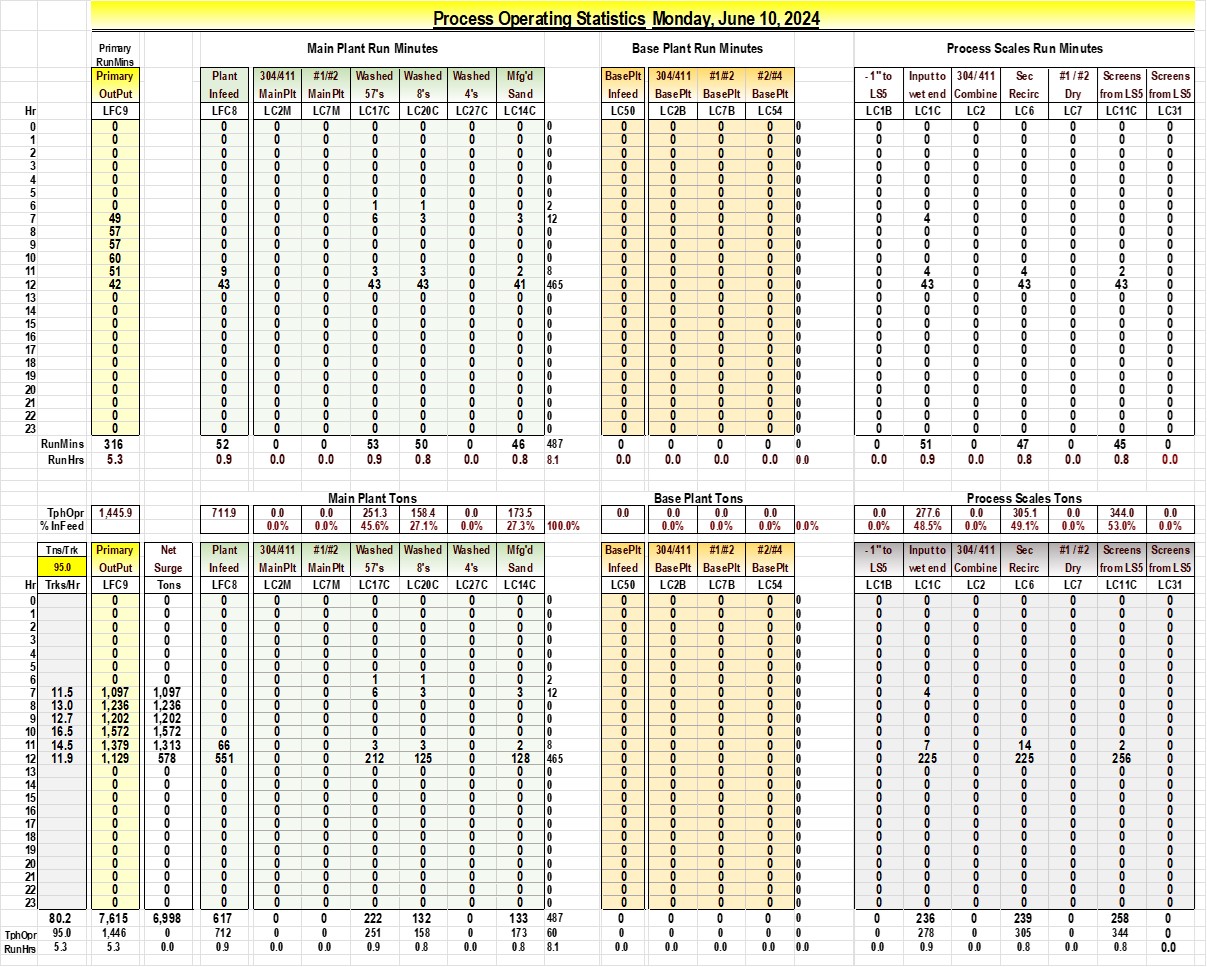 Process Operating Statistics Monday, June 10, 2024
Primary Main Plant Run Minutes Base Plant Run Minutes Process Scales Run Minutes
RunMins
Primary Plant 304/411 #1/#2 Washed Washed Washed Mfg'd BasePlt 304/411 #1/#2 #2/#4 - 1" to Input to 304/ 411 Sec #1 / #2 Screens Screens
OutPut Infeed MainPlt MainPlt 57's 8's 4's Sand Infeed BasePlt BasePlt BasePlt LS5 wet end Combine Recirc Dry from LS5 from LS5
Hr LFC9 LFC8 LC2M LC7M LC17C LC20C LC27C LC14C LC50 LC2B LC7B LC54 LC1B LC1C LC2 LC6 LC7 LC11C LC31
0 0 0 0 0 0 0 0 0 0 0 0 0 0 0 0 0 0 0 0 0 0
1 0 0 0 0 0 0 0 0 0 0 0 0 0 0 0 0 0 0 0 0 0
2 0 0 0 0 0 0 0 0 0 0 0 0 0 0 0 0 0 0 0 0 0
3 0 0 0 0 0 0 0 0 0 0 0 0 0 0 0 0 0 0 0 0 0
4 0 0 0 0 0 0 0 0 0 0 0 0 0 0 0 0 0 0 0 0 0
5 0 0 0 0 0 0 0 0 0 0 0 0 0 0 0 0 0 0 0 0 0
6 0 0 0 0 1 1 0 0 2 0 0 0 0 0 0 0 0 0 0 0 0
7 49 0 0 0 6 3 0 3 12 0 0 0 0 0 0 4 0 0 0 0 0
8 57 0 0 0 0 0 0 0 0 0 0 0 0 0 0 0 0 0 0 0 0
9 57 0 0 0 0 0 0 0 0 0 0 0 0 0 0 0 0 0 0 0 0
10 60 0 0 0 0 0 0 0 0 0 0 0 0 0 0 0 0 0 0 0 0
11 51 9 0 0 3 3 0 2 8 0 0 0 0 0 0 4 0 4 0 2 0
12 42 43 0 0 43 43 0 41 465 0 0 0 0 0 0 43 0 43 0 43 0
13 0 0 0 0 0 0 0 0 0 0 0 0 0 0 0 0 0 0 0 0 0
14 0 0 0 0 0 0 0 0 0 0 0 0 0 0 0 0 0 0 0 0 0
15 0 0 0 0 0 0 0 0 0 0 0 0 0 0 0 0 0 0 0 0 0
16 0 0 0 0 0 0 0 0 0 0 0 0 0 0 0 0 0 0 0 0 0
17 0 0 0 0 0 0 0 0 0 0 0 0 0 0 0 0 0 0 0 0 0
18 0 0 0 0 0 0 0 0 0 0 0 0 0 0 0 0 0 0 0 0 0
19 0 0 0 0 0 0 0 0 0 0 0 0 0 0 0 0 0 0 0 0 0
20 0 0 0 0 0 0 0 0 0 0 0 0 0 0 0 0 0 0 0 0 0
21 0 0 0 0 0 0 0 0 0 0 0 0 0 0 0 0 0 0 0 0 0
22 0 0 0 0 0 0 0 0 0 0 0 0 0 0 0 0 0 0 0 0 0
23 0 0 0 0 0 0 0 0 0 0 0 0 0 0 0 0 0 0 0 0 0
RunMins 316 52 0 0 53 50 0 46 487 0 0 0 0 0 0 51 0 47 0 45 0
RunHrs 5.3 0.9 0.0 0.0 0.9 0.8 0.0 0.8 8.1 0.0 0.0 0.0 0.0 0.0 0.0 0.9 0.0 0.8 0.0 0.8 0.0
Main Plant Tons Base Plant Tons Process Scales Tons
TphOpr 1,445.9 711.9 0.0 0.0 251.3 158.4 0.0 173.5 0.0 0.0 0.0 0.0 0.0 277.6 0.0 305.1 0.0 344.0 0.0
% InFeed 0.0% 0.0% 45.6% 27.1% 0.0% 27.3% 100.0% 0.0% 0.0% 0.0% 0.0% 0.0% 48.5% 0.0% 49.1% 0.0% 53.0% 0.0%
Tns/Trk Primary Net Plant 304/411 #1/#2 Washed Washed Washed Mfg'd BasePlt 304/411 #1/#2 #2/#4 - 1" to Input to 304/ 411 Sec #1 / #2 Screens Screens
95.0 OutPut Surge Infeed MainPlt MainPlt 57's 8's 4's Sand Infeed BasePlt BasePlt BasePlt LS5 wet end Combine Recirc Dry from LS5 from LS5
Hr Trks/Hr LFC9 Tons LFC8 LC2M LC7M LC17C LC20C LC27C LC14C LC50 LC2B LC7B LC54 LC1B LC1C LC2 LC6 LC7 LC11C LC31
0 0 0 0 0 0 0 0 0 0 0 0 0 0 0 0 0 0 0 0 0 0 0
1 0 0 0 0 0 0 0 0 0 0 0 0 0 0 0 0 0 0 0 0 0 0
2 0 0 0 0 0 0 0 0 0 0 0 0 0 0 0 0 0 0 0 0 0 0
3 0 0 0 0 0 0 0 0 0 0 0 0 0 0 0 0 0 0 0 0 0 0
4 0 0 0 0 0 0 0 0 0 0 0 0 0 0 0 0 0 0 0 0 0 0
5 0 0 0 0 0 0 0 0 0 0 0 0 0 0 0 0 0 0 0 0 0 0
6 0 0 0 0 0 1 1 0 0 2 0 0 0 0 0 0 0 0 0 0 0 0
7 11.5 1,097 1,097 0 0 0 6 3 0 3 12 0 0 0 0 0 0 4 0 0 0 0 0
8 13.0 1,236 1,236 0 0 0 0 0 0 0 0 0 0 0 0 0 0 0 0 0 0 0 0
9 12.7 1,202 1,202 0 0 0 0 0 0 0 0 0 0 0 0 0 0 0 0 0 0 0 0
10 16.5 1,572 1,572 0 0 0 0 0 0 0 0 0 0 0 0 0 0 0 0 0 0 0 0
11 14.5 1,379 1,313 66 0 0 3 3 0 2 8 0 0 0 0 0 0 7 0 14 0 2 0
12 11.9 1,129 578 551 0 0 212 125 0 128 465 0 0 0 0 0 0 225 0 225 0 256 0
13 0 0 0 0 0 0 0 0 0 0 0 0 0 0 0 0 0 0 0 0 0 0
14 0 0 0 0 0 0 0 0 0 0 0 0 0 0 0 0 0 0 0 0 0 0
15 0 0 0 0 0 0 0 0 0 0 0 0 0 0 0 0 0 0 0 0 0 0
16 0 0 0 0 0 0 0 0 0 0 0 0 0 0 0 0 0 0 0 0 0 0
17 0 0 0 0 0 0 0 0 0 0 0 0 0 0 0 0 0 0 0 0 0 0
18 0 0 0 0 0 0 0 0 0 0 0 0 0 0 0 0 0 0 0 0 0 0
19 0 0 0 0 0 0 0 0 0 0 0 0 0 0 0 0 0 0 0 0 0 0
20 0 0 0 0 0 0 0 0 0 0 0 0 0 0 0 0 0 0 0 0 0 0
21 0 0 0 0 0 0 0 0 0 0 0 0 0 0 0 0 0 0 0 0 0 0
22 0 0 0 0 0 0 0 0 0 0 0 0 0 0 0 0 0 0 0 0 0 0
23 0 0 0 0 0 0 0 0 0 0 0 0 0 0 0 0 0 0 0 0 0 0
80.2 7,615 6,998 617 0 0 222 132 0 133 487 0 0 0 0 0 0 236 0 239 0 258 0
TphOpr 95.0 1,446 0 712 0 0 251 158 0 173 60 0 0 0 0 0 0 278 0 305 0 344 0
RunHrs 5.3 5.3 0.0 0.9 0.0 0.0 0.9 0.8 0.0 0.8 8.1 0.0 0.0 0.0 0.0 0.0 0.0 0.9 0.0 0.8 0.0 0.8 0.0